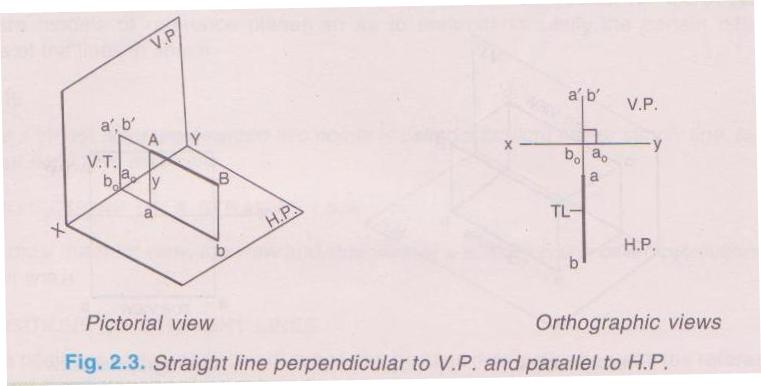 V.P
a′, b′
A
Y
V.T.
a₀
b₀
y
B
X
a
H.P.
b
a′ b′
V.P.
x
y
b₀ a₀
a
TL
H.P.
b
Pictorial view
Orthographic views
Fig. 2.3. Straight line perpendicular to V.P. and parallel to H.P.